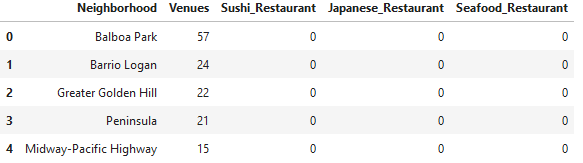 Neighborhood Venues Sushi_Restaurant Japanese_Restaurant Seafood_Restaurant
0 Balboa Park 57 0 0 0
1 Barrio Logan 24 0 0 0
2 Greater Golden Hill 22 0 0 0
3 Peninsula 21 0 0 0
4 Midway-Pacific Highway 15 0 0 0